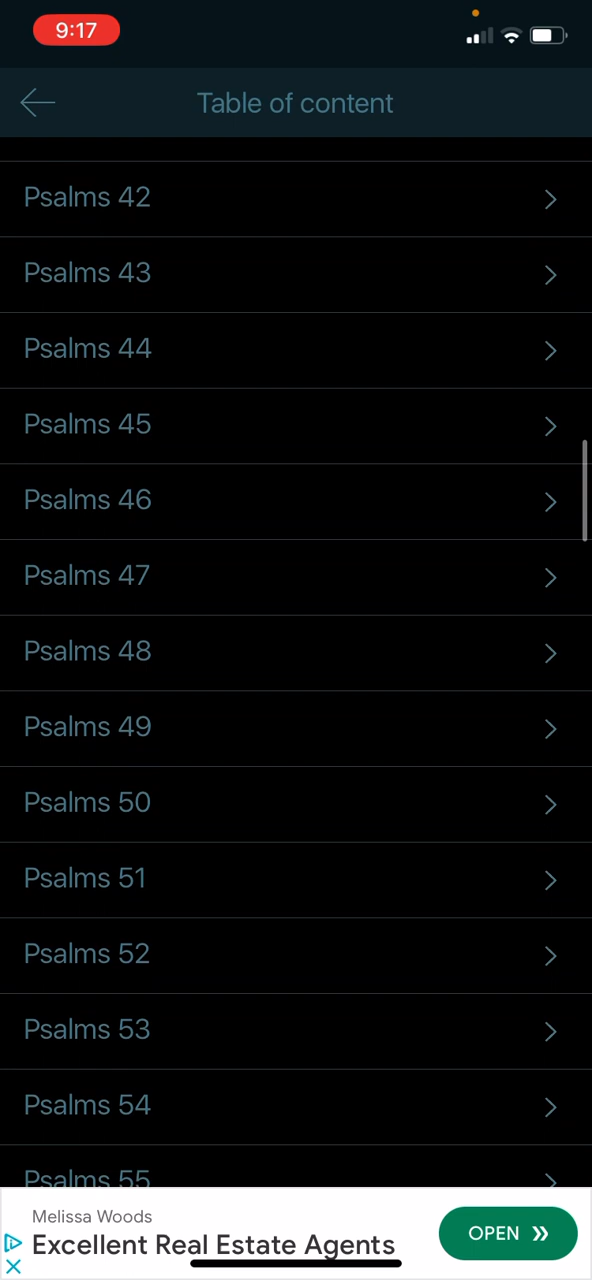 9:17
Table of content
Psalms 42
Psalms 43
Psalms 44
Psalms 45
Psalms 46
Psalms 47
Psalms 48
Psalms 49
Psalms 50
Psalms 51
Psalms 52
Psalms 53
Psalms 54
Psalms 55
Melissa Woods
Excellent Real Estate Agents
OPEN